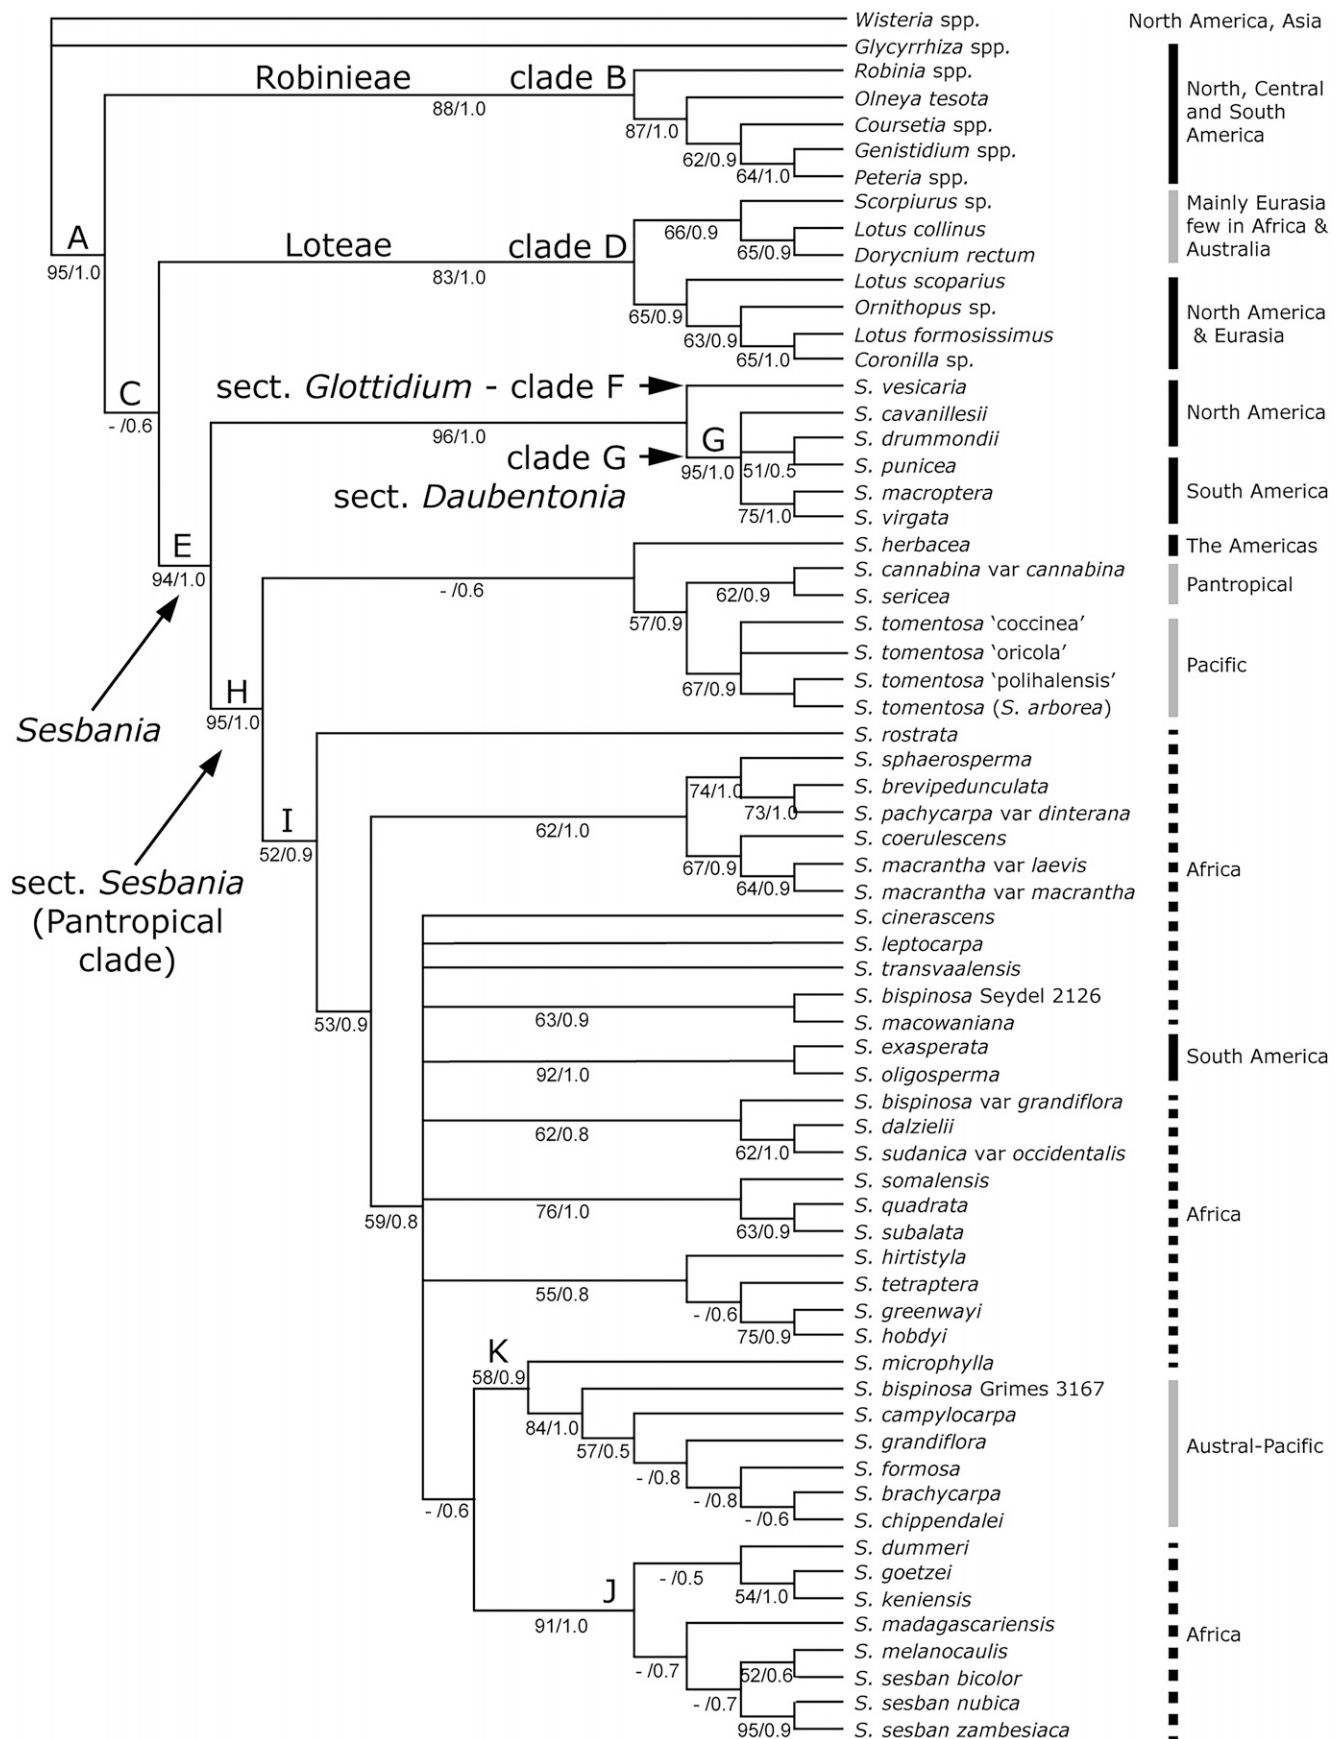 Wisteria spp.
North America, Asia
Glycyrrhiza spp.
Robinieae
clade B
88/1.0
Robinia spp.
Olneya tesota
87/1.0
Coursetia spp.
62/0.9
Genistidium spp.
64/1.0
Peteria spp.
North, Central
and South
America
A
95/1.0
Loteae
clade D
83/1.0
Scorpiurus sp.
66/0.9
Lotus collinus
65/0.9
Dorycnium rectum
Mainly Eurasia
few in Africa &
Australia
Lotus scoparius
65/0.9
Ornithopus sp.
63/0.9
Lotus formosissimus
65/1.0
Coronilla sp.
North America
& Eurasia
C
- /0.6
sect. Glottidium - clade F
S. vesicaria
96/1.0
S. cavanillesii
North America
clade G
sect. Daubentonia
G
95/1.0
S. drummondii
51/0.5
S. punicea
S. macroptera
75/1.0
S. virgata
South America
E
94/1.0
S. herbacea
The Americas
- /0.6
S. cannabina var cannabina
62/0.9
S. sericea
Pantropical
57/0.9
S. tomentosa ‘coccinea’
S. tomentosa ‘oricola’
67/0.9
S. tomentosa ‘polihalensis’
S. tomentosa (S. arborea)
Pacific
H
95/1.0
Sesbania
S. rostrata
S. sphaerosperma
74/1.0
S. brevipedunculata
73/1.0
S. pachycarpa var dinterana
62/1.0
I
52/0.9
S. coerulescens
67/0.9
S. macrantha var laevis
64/0.9
S. macrantha var macrantha
Africa
sect. Sesbania
(Pantropical
clade)
S. cinerascens
S. leptocarpa
S. transvaalensis
S. bispinosa Seydel 2126
63/0.9
S. macowaniana
53/0.9
S. exasperata
92/1.0
S. oligosperma
South America
S. bispinosa var grandiflora
62/0.8
S. dalzielii
62/1.0
S. sudanica var occidentalis
S. somalensis
76/1.0
S. quadrata
63/0.9
S. subalata
59/0.8
Africa
S. hirtistyla
55/0.8
S. tetraptera
- /0.6
S. greenwayi
75/0.9
S. hobdyi
K
58/0.9
S. microphylla
S. bispinosa Grimes 3167
84/1.0
S. campylocarpa
57/0.5
S. grandiflora
- /0.8
S. formosa
- /0.8
S. brachycarpa
- /0.6
S. chippendalei
Austral-Pacific
- /0.6
S. dummeri
- /0.5
S. goetzei
54/1.0
S. keniensis
J
91/1.0
S. madagascariensis
- /0.7
S. melanocaulis
52/0.6
S. sesban bicolor
- /0.7
S. sesban nubica
95/0.9
S. sesban zambesiaca
Africa